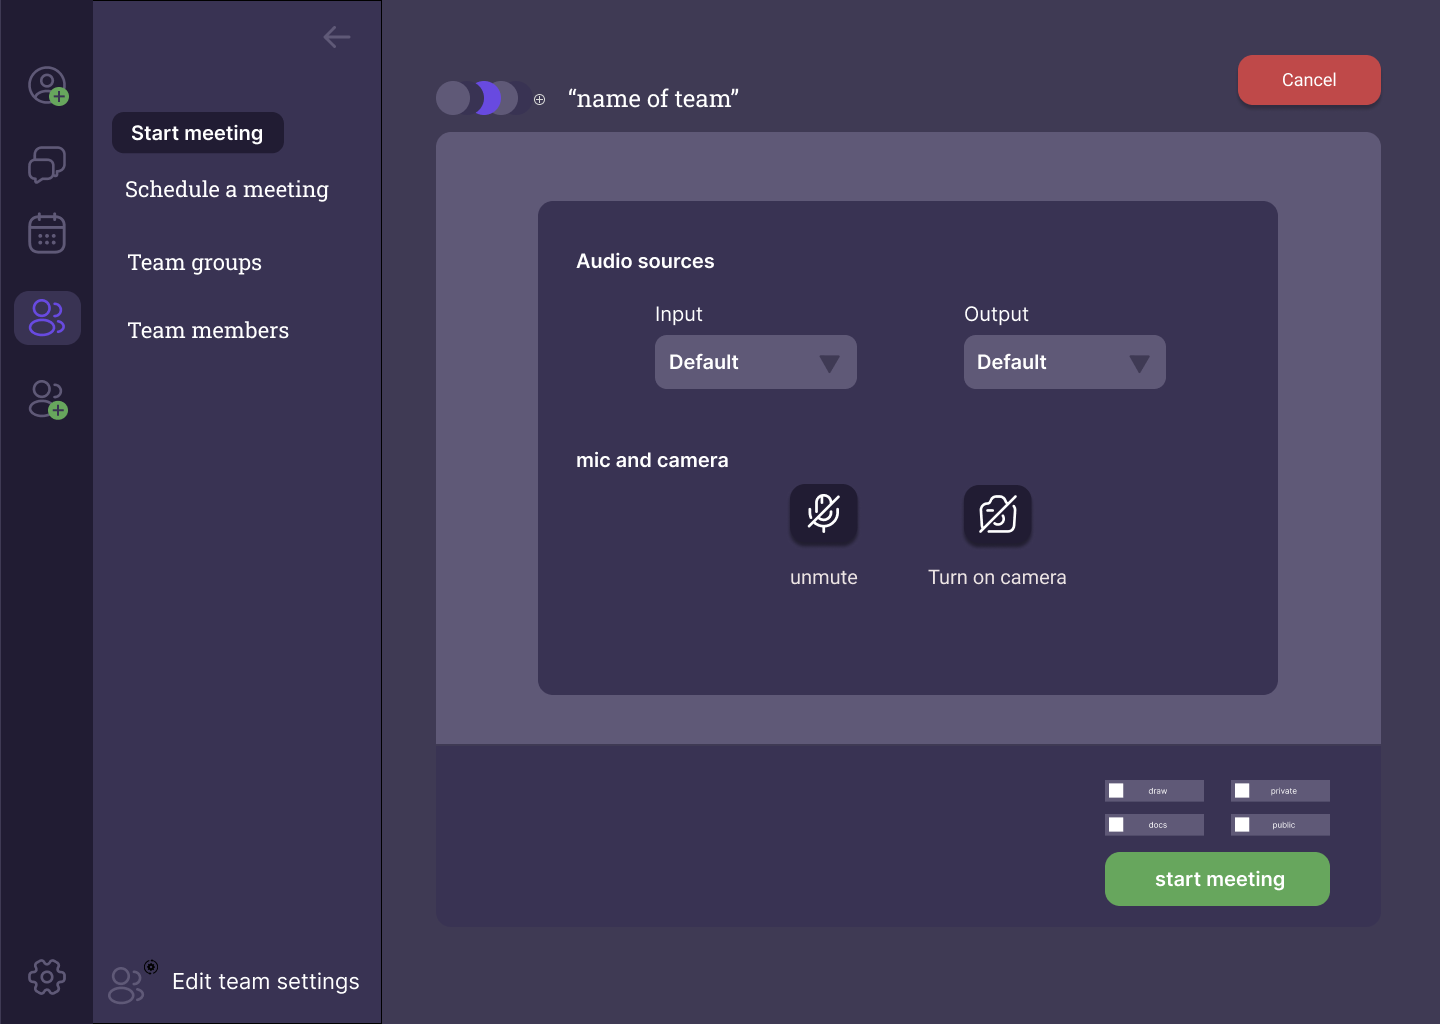 Start meeting
Schedule a meeting
Team groups
Team members
Edit team settings
“name of team”
Cancel
Audio sources
Input
Output
Default
Default
mic and camera
unmute
Turn on camera
draw
private
docs
public
start meeting